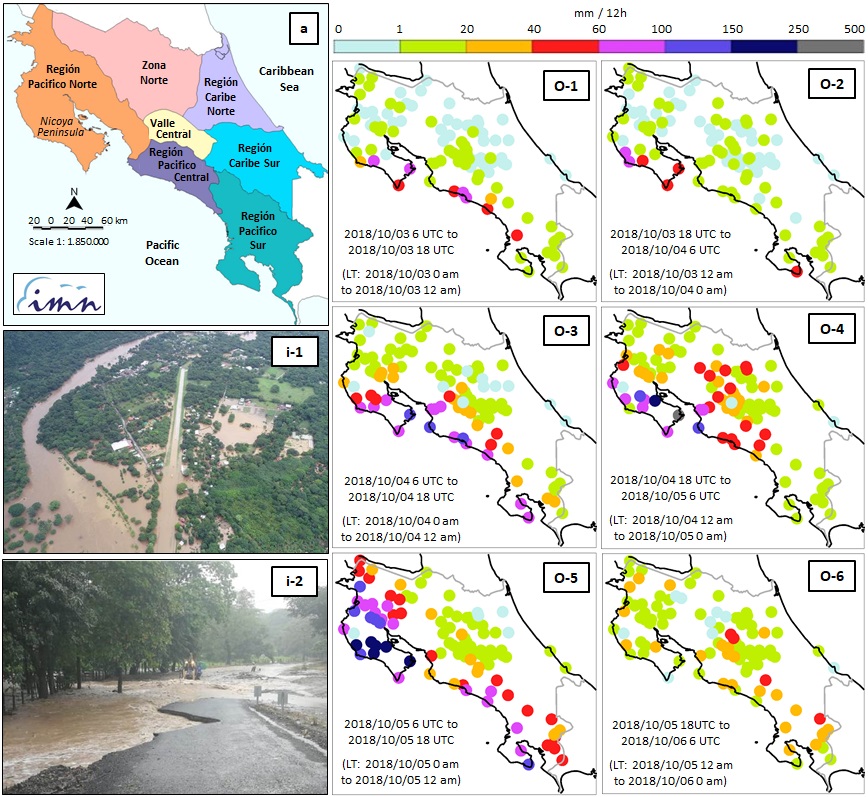 a
Región
Pacifico Norte
Zona
Norte
Región
Caribe
Norte
Caribbean
Sea
Nicoya
Peninsula
Valle
Central
Región
Pacifico
Central
Región
Caribe Sur
Región
Pacifico
Sur
N
20 0 20 40 60 km
Scale 1: 1.850.000
Pacific
Ocean
imn
i-1
i-2
mm / 12h
0 1 20 40 60 100 150 250 500
O-1
2018/10/03 6 UTC to
2018/10/03 18 UTC
(LT: 2018/10/03 0 am
to 2018/10/03 12 am)
O-2
2018/10/03 18 UTC to
2018/10/04 6 UTC
(LT: 2018/10/03 12 am
to 2018/10/04 0 am)
O-3
2018/10/04 6 UTC to
2018/10/04 18 UTC
(LT: 2018/10/04 0 am
to 2018/10/04 12 am)
O-4
2018/10/04 18 UTC to
2018/10/05 6 UTC
(LT: 2018/10/04 12 am
to 2018/10/05 0 am)
O-5
2018/10/05 6 UTC to
2018/10/05 18 UTC
(LT: 2018/10/05 0 am
to 2018/10/05 12 am)
O-6
2018/10/05 18UTC to
2018/10/06 6 UTC
(LT: 2018/10/05 12 am
to 2018/10/06 0 am)